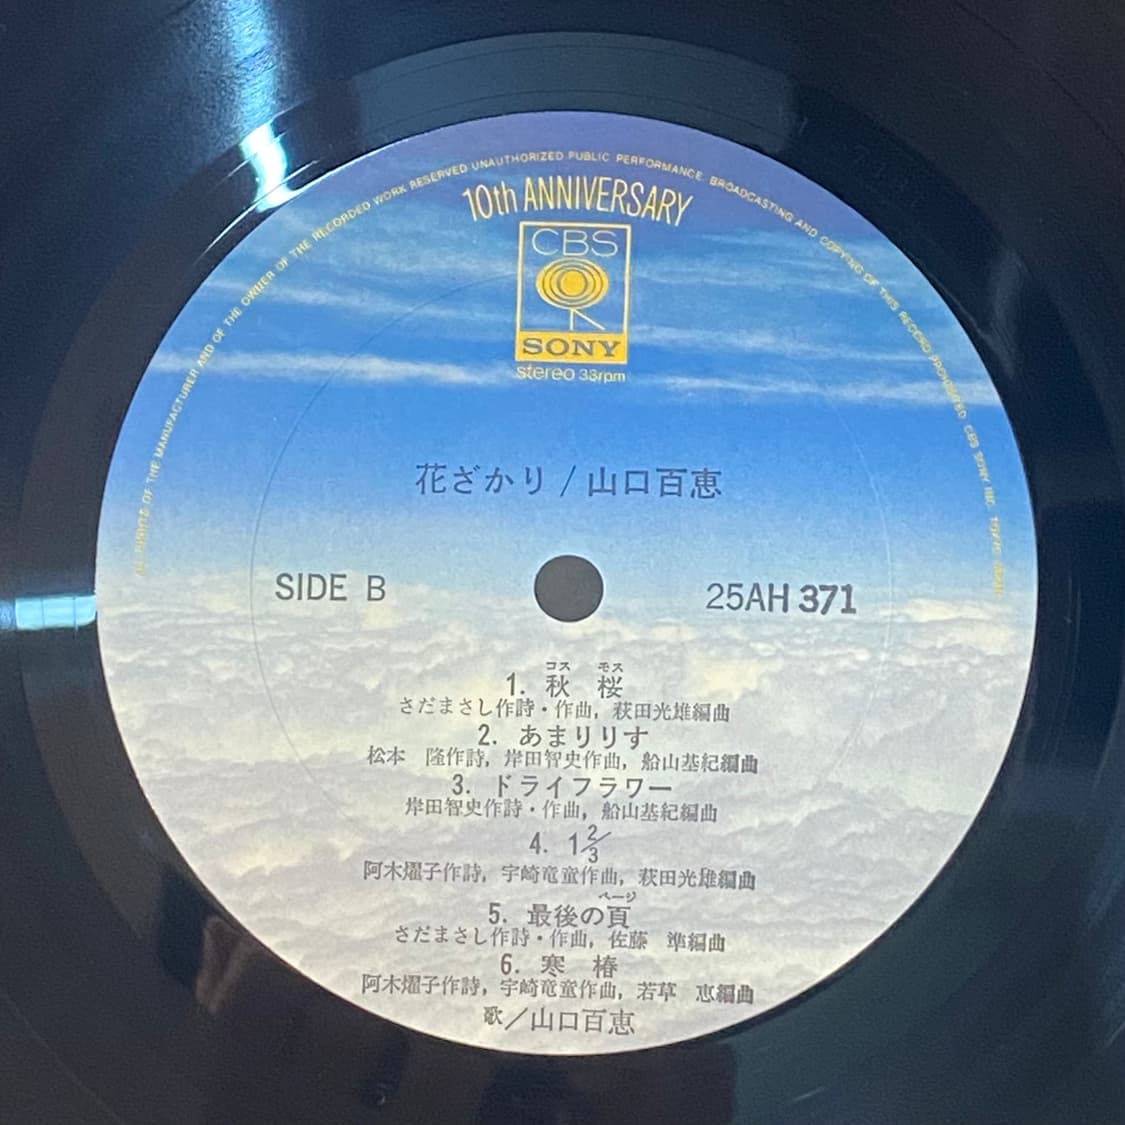 ALL RIGHTS OF THE MANUFACTURER AND OF THE OWNER OF THE RECORDED WORK RESERVED UNAUTHORIZED PUBLIC PERFORMANCE. BROADCASTING AND COPYING OF THIS RECORD PROHIBITED. CBS SONY INC. TOKYO JAPAN
10th ANNIVERSARY
CBS
SONY
stereo 33rpm
花ざかり/山口百恵
SIDE B
25AH 371
コス モス
1. 秋 桜
さだまさし作詩・作曲, 萩田光雄編曲
2. あまりりす
松本 隆作詩, 岸田智史作曲, 船山基紀編曲
3. ドライフラワー
岸田智史作詩・作曲, 船山基紀編曲
4. 1 2/3
阿木燿子作詩, 宇崎竜童作曲, 萩田光雄編曲
ページ
5. 最後の頁
さだまさし作詩・作曲, 佐藤 準編曲
6. 寒 椿
阿木燿子作詩, 宇崎竜童作曲, 若草 恵編曲
歌/山口百恵